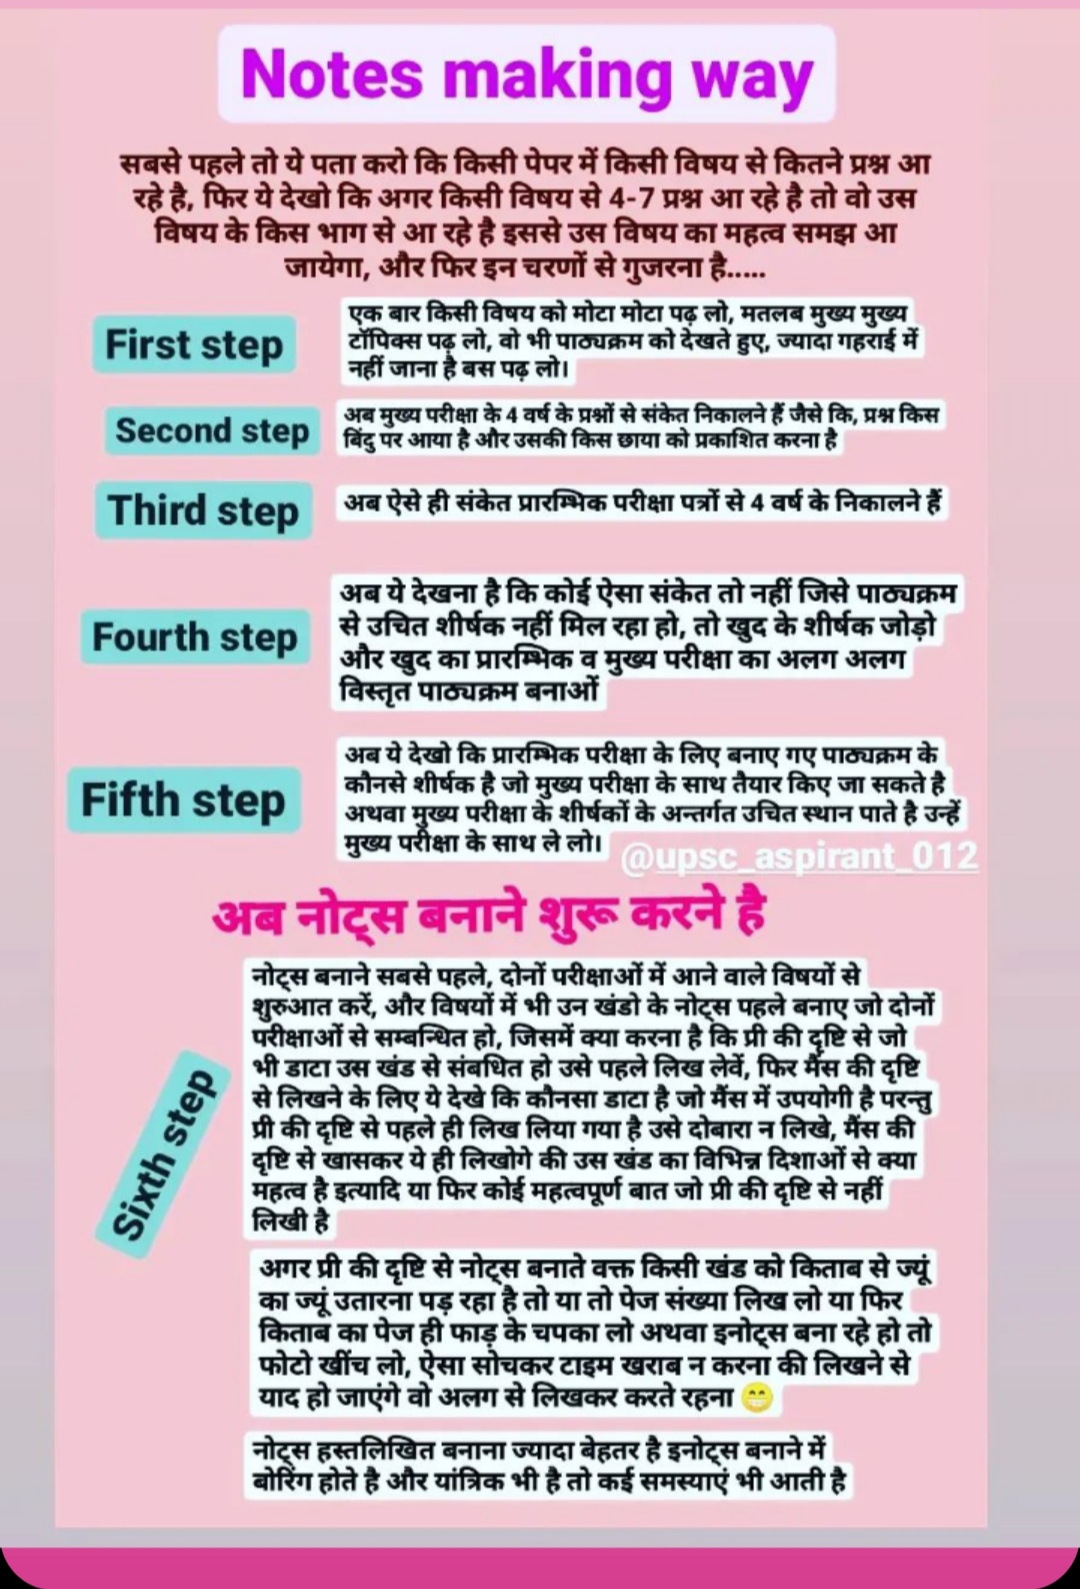 Notes making way
सबसे पहले तो ये पता करो कि किसी पेपर में किसी विषय से कितने प्रश्न आ
रहे है, फिर ये देखो कि अगर किसी विषय से 4-7 प्रश्न आ रहे है तो वो उस
विषय के किस भाग से आ रहे है इससे उस विषय का महत्व समझ आ
जायेगा, और फिर इन चरणों से गुजरना है.....
First step
एक बार किसी विषय को मोटा मोटा पढ़ लो, मतलब मुख्य मुख्य
टॉपिक्स पढ़ लो, वो भी पाठ्यक्रम को देखते हुए, ज्यादा गहराई में
नहीं जाना है बस पढ़ लो।
Second step
अब मुख्य परीक्षा के 4 वर्ष के प्रश्नों से संकेत निकालने हैं जैसे कि, प्रश्न किस
बिंदु पर आया है और उसकी किस छाया को प्रकाशित करना है
Third step
अब ऐसे ही संकेत प्रारम्भिक परीक्षा पत्रों से 4 वर्ष के निकालने हैं
Fourth step
अब ये देखना है कि कोई ऐसा संकेत तो नहीं जिसे पाठ्यक्रम
से उचित शीर्षक नहीं मिल रहा हो, तो खुद के शीर्षक जोड़ो
और खुद का प्रारम्भिक व मुख्य परीक्षा का अलग अलग
विस्तृत पाठ्यक्रम बनाओं
Fifth step
अब ये देखो कि प्रारम्भिक परीक्षा के लिए बनाए गए पाठ्यक्रम के
कौनसे शीर्षक है जो मुख्य परीक्षा के साथ तैयार किए जा सकते है
अथवा मुख्य परीक्षा के शीर्षकों के अन्तर्गत उचित स्थान पाते है उन्हें
मुख्य परीक्षा के साथ ले लो।
@upsc_aspirant_012
अब नोट्स बनाने शुरू करने है
Sixth step
नोट्स बनाने सबसे पहले, दोनों परीक्षाओं में आने वाले विषयों से
शुरुआत करें, और विषयों में भी उन खंडो के नोट्स पहले बनाए जो दोनों
परीक्षाओं से सम्बन्धित हो, जिसमें क्या करना है कि प्री की दृष्टि से जो
भी डाटा उस खंड से संबधित हो उसे पहले लिख लेवें, फिर मैंस की दृष्टि
से लिखने के लिए ये देखे कि कौनसा डाटा है जो मैंस में उपयोगी है परन्तु
प्री की दृष्टि से पहले ही लिख लिया गया है उसे दोबारा न लिखे, मैंस की
दृष्टि से खासकर ये ही लिखोगे की उस खंड का विभिन्न दिशाओं से क्या
महत्व है इत्यादि या फिर कोई महत्वपूर्ण बात जो प्री की दृष्टि से नहीं
लिखी है
अगर प्री की दृष्टि से नोट्स बनाते वक्त किसी खंड को किताब से ज्यूं
का ज्यूं उतारना पड़ रहा है तो या तो पेज संख्या लिख लो या फिर
किताब का पेज ही फाड़ के चपका लो अथवा इनोट्स बना रहे हो तो
फोटो खींच लो, ऐसा सोचकर टाइम खराब न करना की लिखने से
याद हो जाएंगे वो अलग से लिखकर करते रहना 😁
नोट्स हस्तलिखित बनाना ज्यादा बेहतर है इनोट्स बनाने में
बोरिंग होते है और यांत्रिक भी है तो कई समस्याएं भी आती है